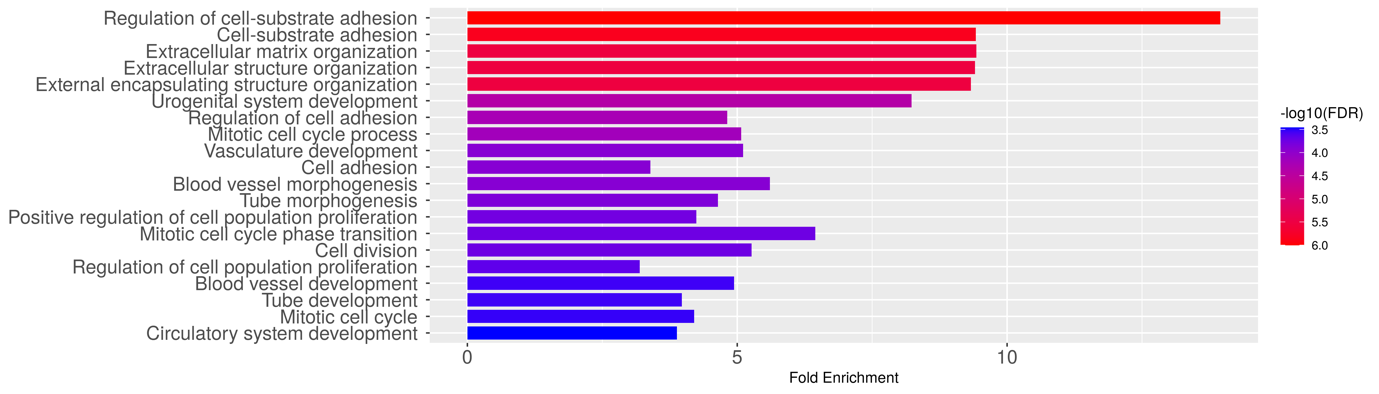 Regulation of cell-substrate adhesion
Cell-substrate adhesion
Extracellular matrix organization
Extracellular structure organization
External encapsulating structure organization
Urogenital system development
Regulation of cell adhesion
Mitotic cell cycle process
Vasculature development
Cell adhesion
Blood vessel morphogenesis
Tube morphogenesis
Positive regulation of cell population proliferation
Mitotic cell cycle phase transition
Cell division
Regulation of cell population proliferation
Blood vessel development
Tube development
Mitotic cell cycle
Circulatory system development
0 5 10
Fold Enrichment
-log10(FDR)
3.5
4.0
4.5
5.0
5.5
6.0